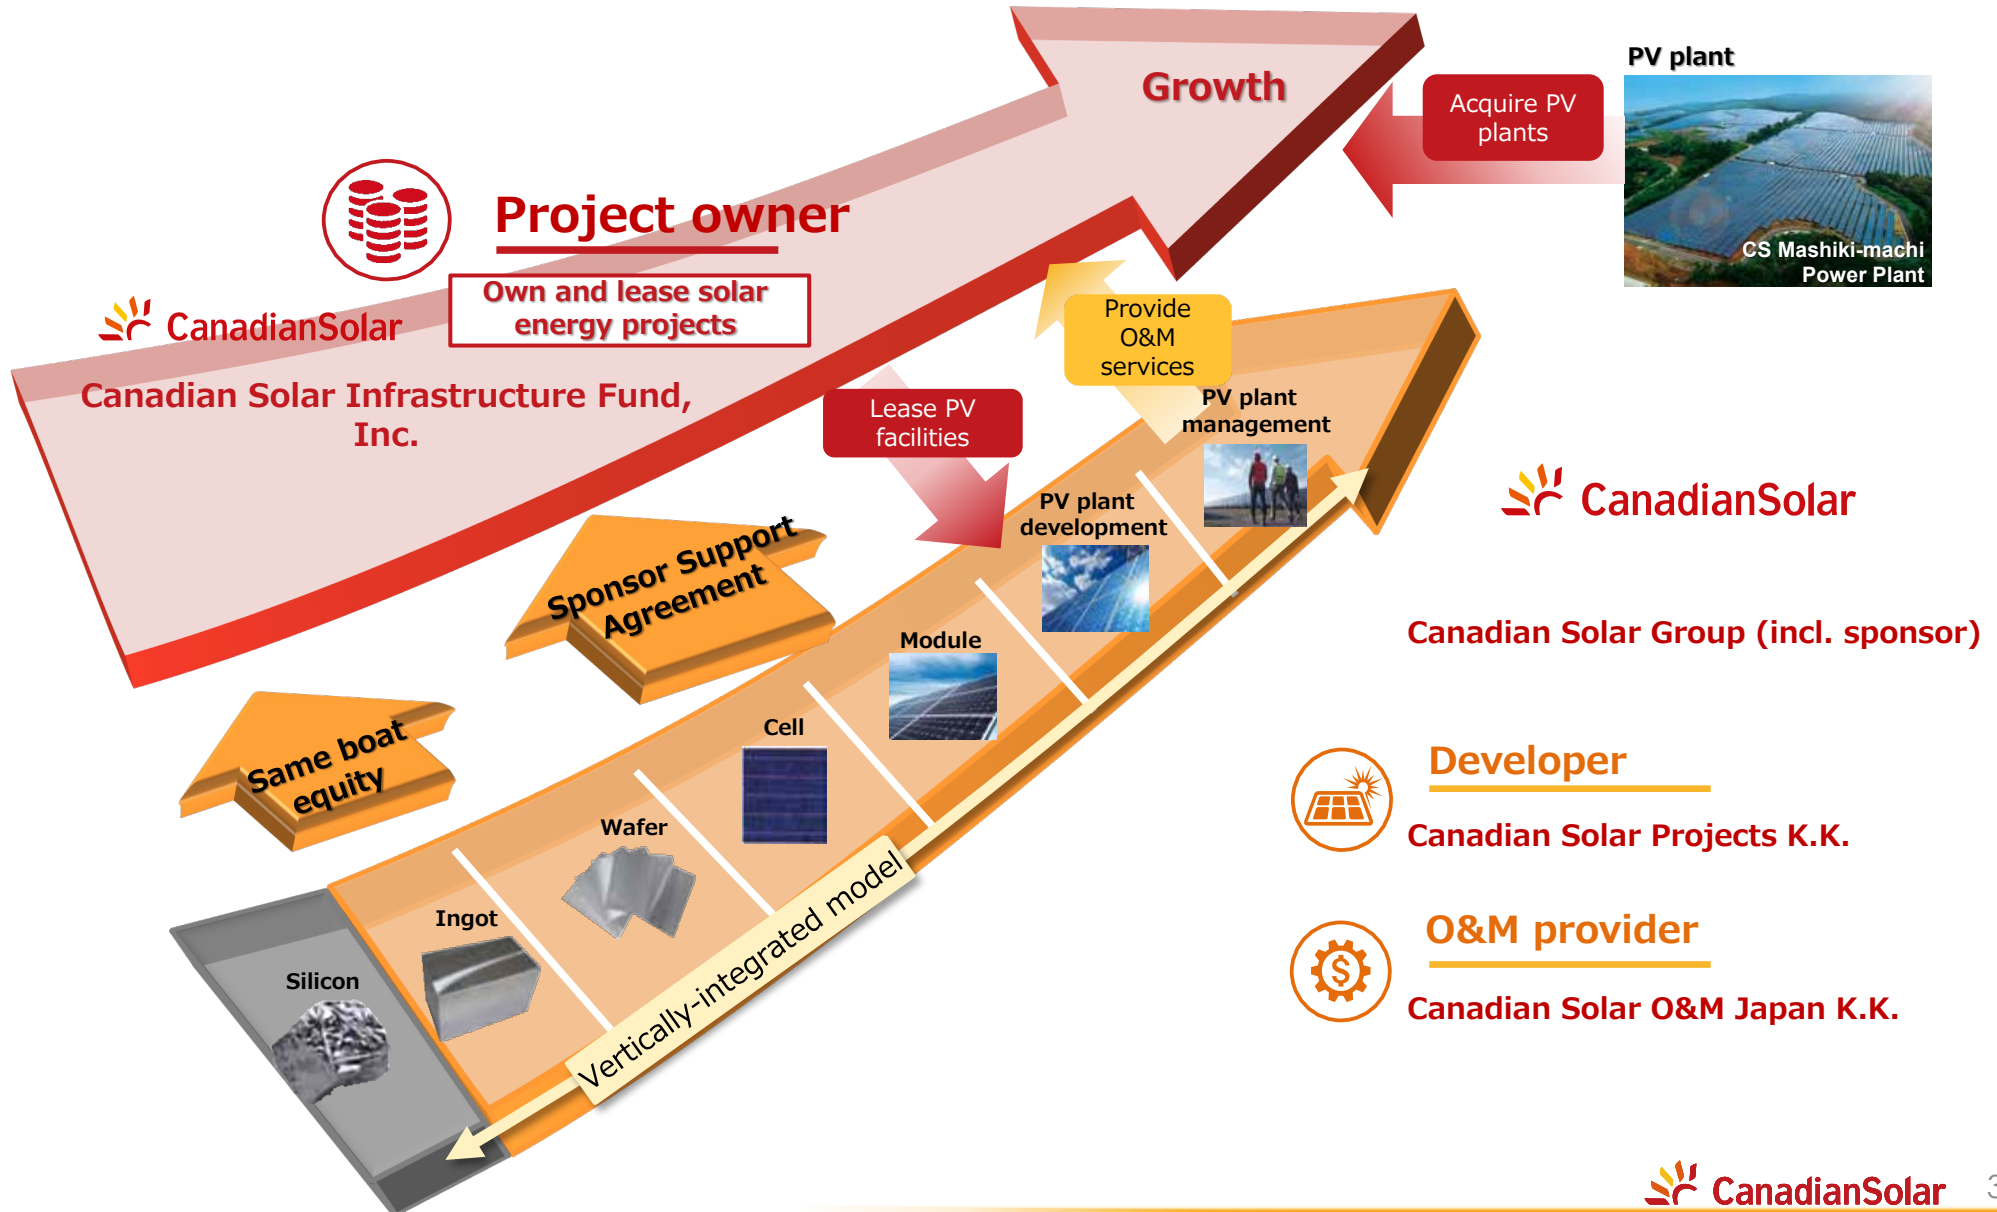 Growth
PV plant
Acquire PV
plants
CS Mashiki-machi
Power Plant
Project owner
Own and lease solar
energy projects
CanadianSolar
Canadian Solar Infrastructure Fund,
Inc.
Provide
O&M
services
Lease PV
facilities
PV plant
management
PV plant
development
Sponsor Support
Agreement
Module
Same boat
equity
Cell
Wafer
Ingot
Silicon
Vertically-integrated model
CanadianSolar
Canadian Solar Group (incl. sponsor)
Developer
Canadian Solar Projects K.K.
O&M provider
Canadian Solar O&M Japan K.K.
CanadianSolar